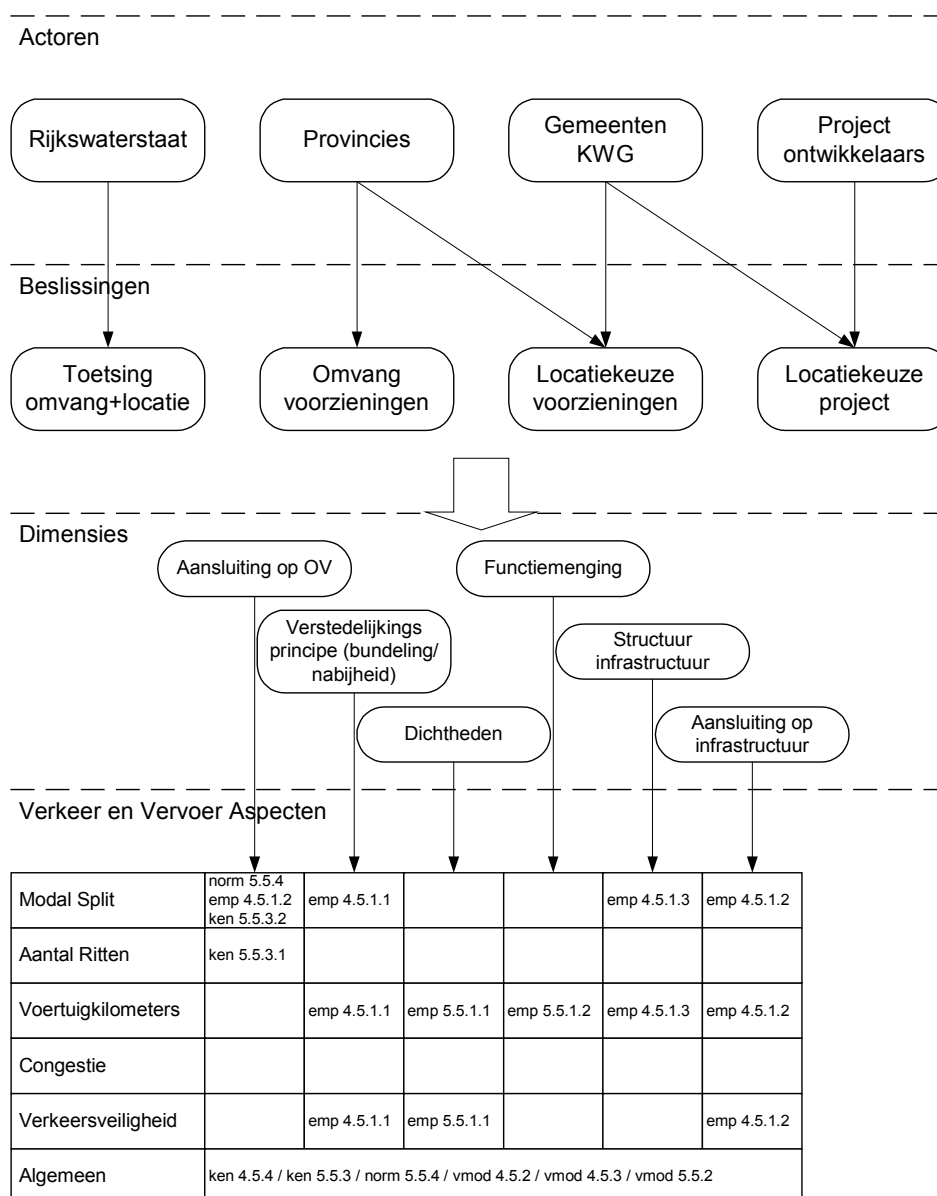 Actoren
Rijkswaterstaat
Provincies
Gemeenten
KWG
Project
ontwikkelaars
Beslissingen
Toetsing
omvang+locatie
Omvang
voorzieningen
Locatiekeuze
voorzieningen
Locatiekeuze
project
Dimensies
Aansluiting op OV
Functiemenging
Verstedelijkings
principe (bundeling/
nabijheid)
Structuur
infrastructuur
Dichtheden
Aansluiting op
infrastructuur
Verkeer en Vervoer Aspecten
Modal Split
norm 5.5.4
emp 4.5.1.2
ken 5.5.3.2
emp 4.5.1.1
emp 4.5.1.3
emp 4.5.1.2
Aantal Ritten
ken 5.5.3.1
Voertuigkilometers
emp 4.5.1.1
emp 5.5.1.1
emp 5.5.1.2
emp 4.5.1.3
emp 4.5.1.2
Congestie
Verkeersveiligheid
emp 4.5.1.1
emp 5.5.1.1
emp 4.5.1.2
Algemeen
ken 4.5.4 / ken 5.5.3 / norm 5.5.4 / vmod 4.5.2 / vmod 4.5.3 / vmod 5.5.2